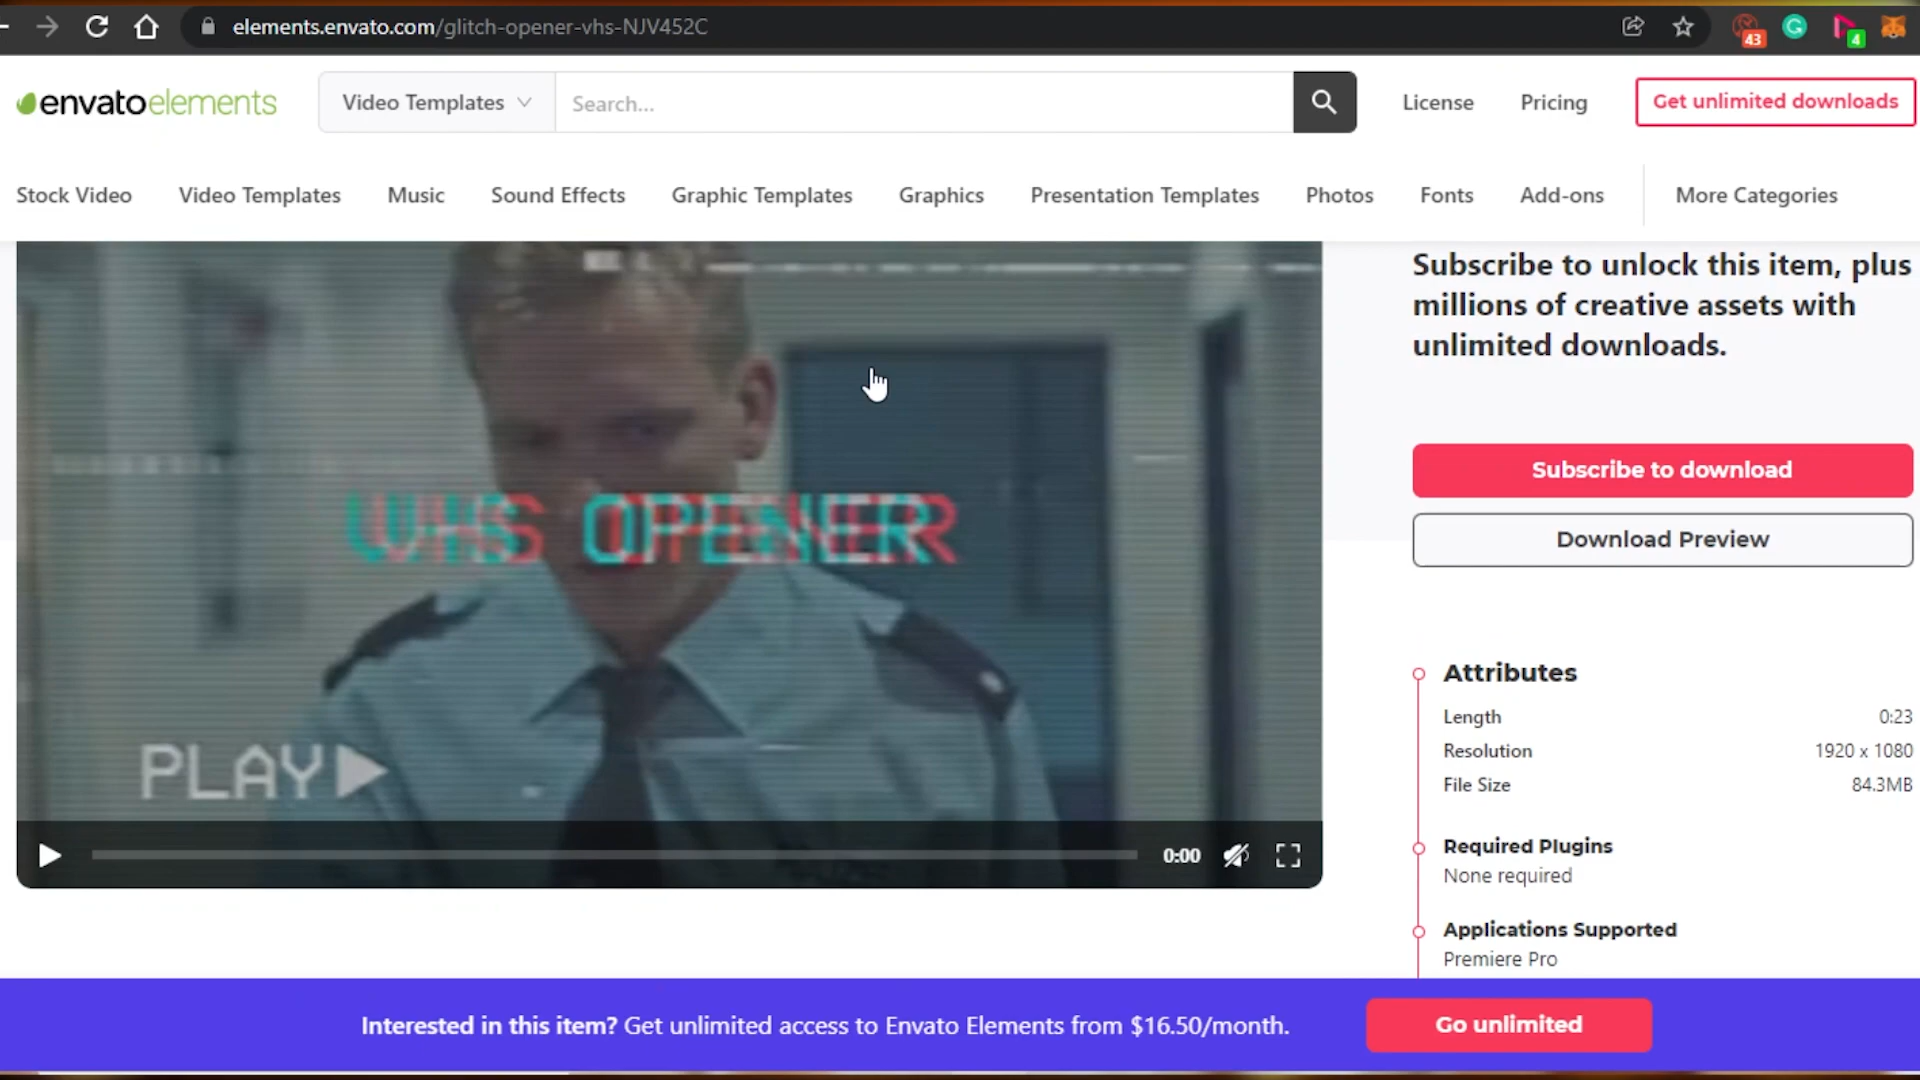 elements.envato.com/glitch-opener-vhs-NJV452C
43
4
envatoelements
Video Templates
Search...
License
Pricing
Get unlimited downloads
Stock Video
Video Templates
Music
Sound Effects
Graphic Templates
Graphics
Presentation Templates
Photos
Fonts
Add-ons
More Categories
VHS OPENER
PLAY
0:00
Subscribe to unlock this item, plus
millions of creative assets with
unlimited downloads.
Subscribe to download
Download Preview
Attributes
Length 0:23
Resolution 1920 x 1080
File Size 84.3MB
Required Plugins
None required
Applications Supported
Premiere Pro
Interested in this item? Get unlimited access to Envato Elements from $16.50/month.
Go unlimited